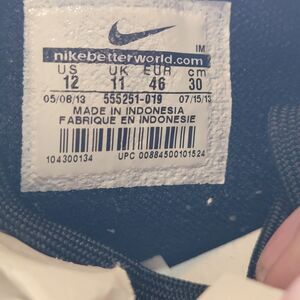 IM
nikebetterworld.com
US UK EUR cm
12 11 46 30
05/08/13 555251-019 07/15/13
MADE IN INDONESIA
FABRIQUE EN INDONESIE
104300134 UPC 00884500101524